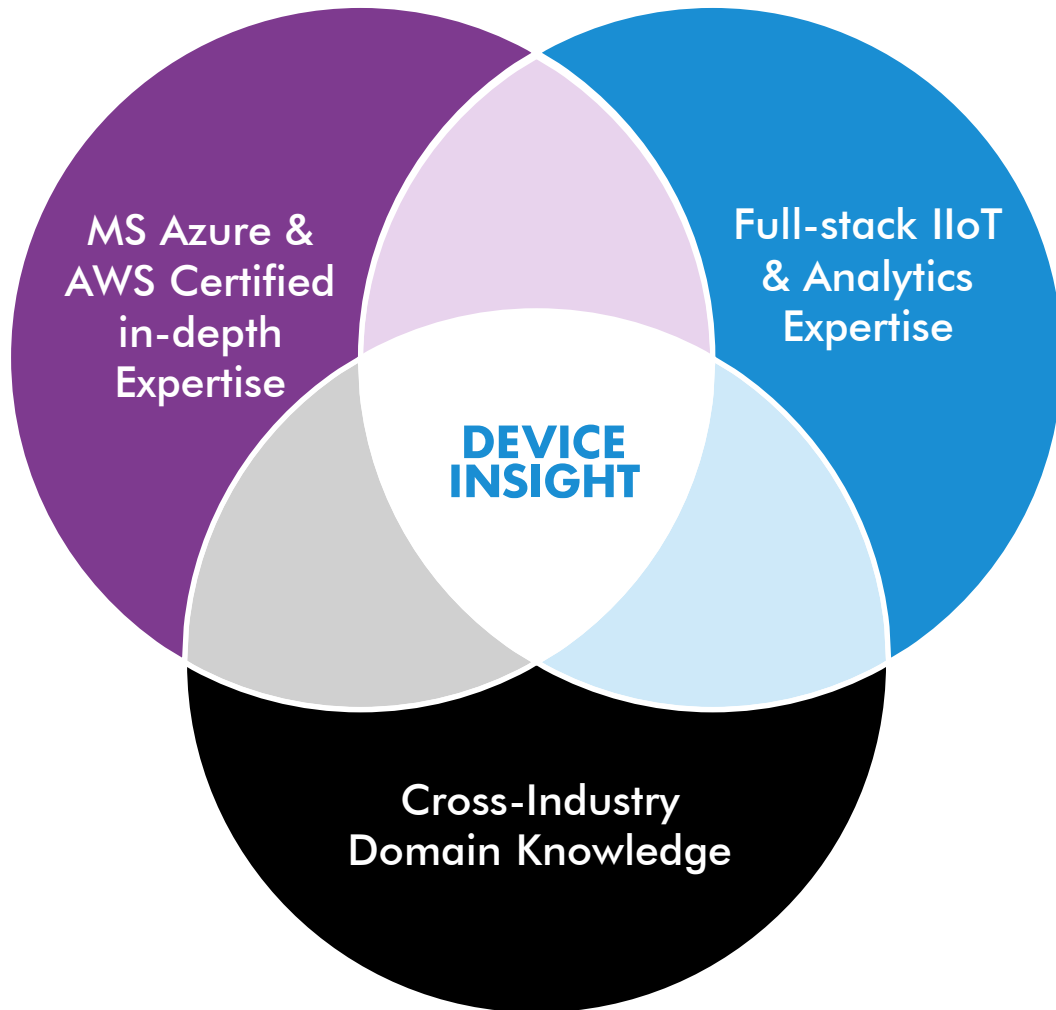 MS Azure &
AWS Certified
in-depth
Expertise
Full-stack IIoT
& Analytics
Expertise
DEVICE
INSIGHT
Cross-Industry
Domain Knowledge